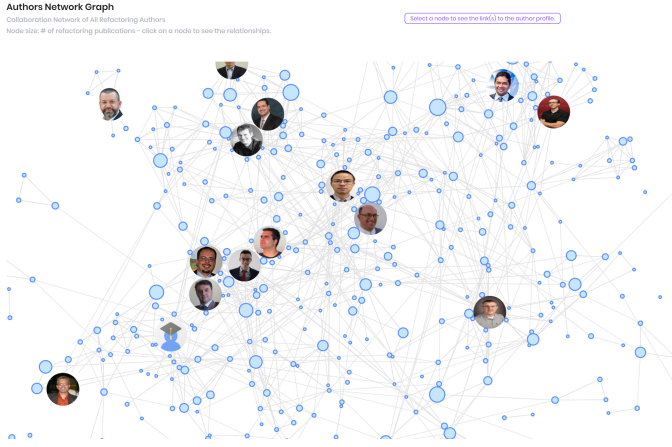 Authors Network Graph
Collaboration Network of All Refactoring Authors
Node size: # of refactoring publications - click on a node to see the relationships.
Select a node to see the link(s) to the author profile.